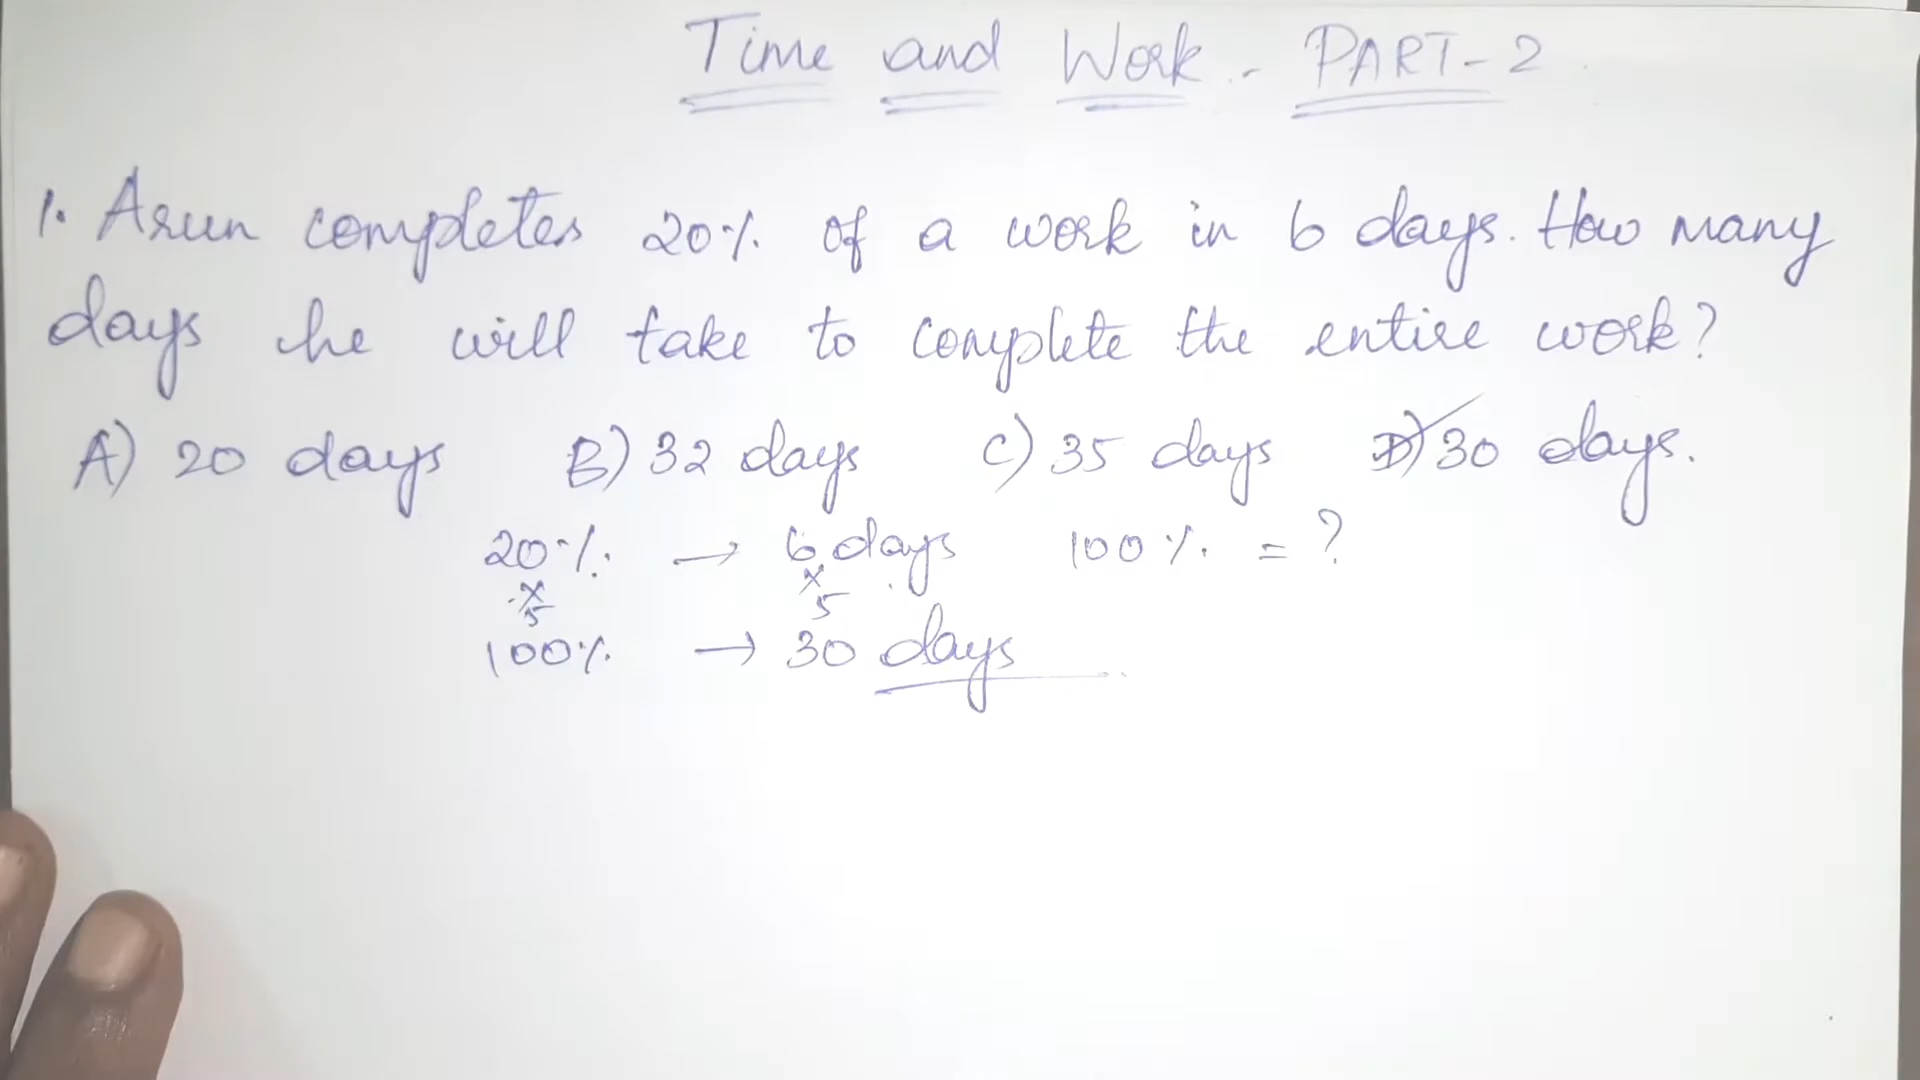 Time and Work - PART-2
1. Arun completes 20% of a work in 6 days. How many
days he will take to complete the entire work?
A) 20 days B) 32 days C) 35 days D) 30 days.
20% → 6 days 100% = ?
× 5 × 5
100% → 30 days